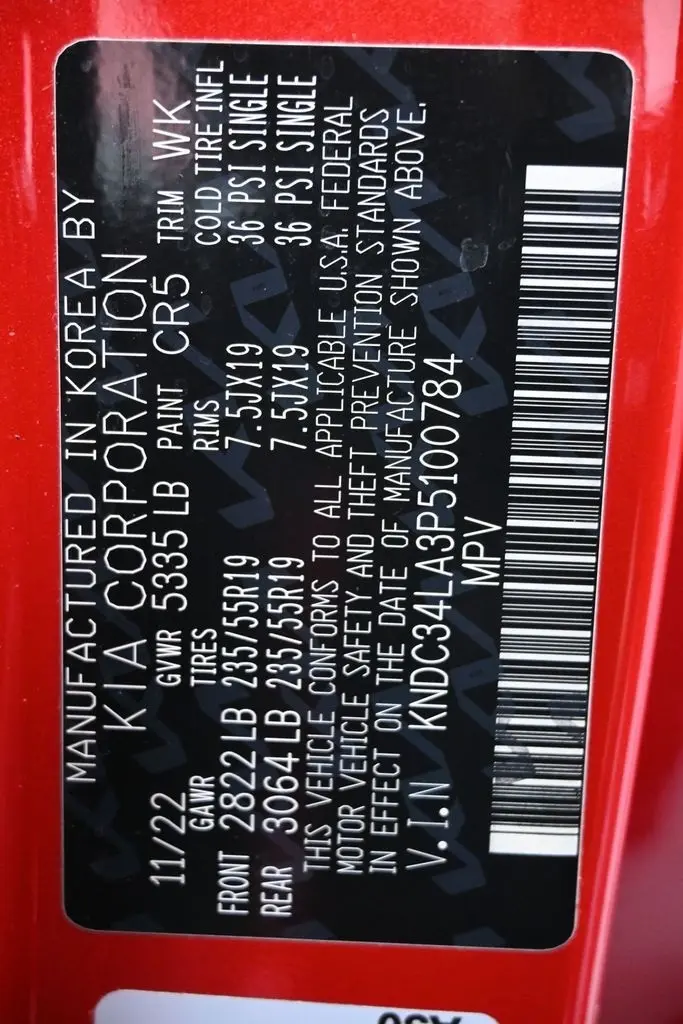 MANUFACTURED IN KOREA BY
KIA CORPORATION
11/22 GVWR 5335 LB PAINT CR5 TRIM WK
GAWR TIRES RIMS COLD TIRE INFL
FRONT 2822 LB 235/55R19 7.5JX19 36 PSI SINGLE
REAR 3064 LB 235/55R19 7.5JX19 36 PSI SINGLE
THIS VEHICLE CONFORMS TO ALL APPLICABLE U.S.A. FEDERAL
MOTOR VEHICLE SAFETY AND THEFT PREVENTION STANDARDS
IN EFFECT ON THE DATE OF MANUFACTURE SHOWN ABOVE.
V.I.N KNDC34LA3P5100784
MPV